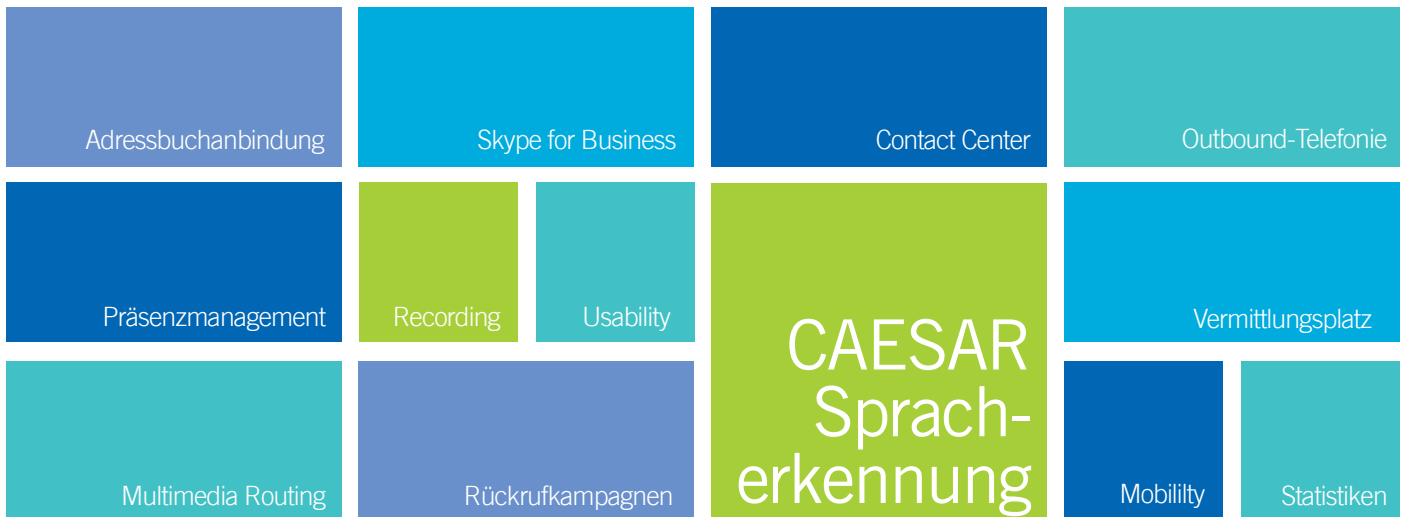 Adressbuchanbindung
Skype for Business
Contact Center
Outbound-Telefonie
Präsenzmanagement
Recording
Usability
CAESAR
Sprach-
erkennung
Vermittlungsplatz
Multimedia Routing
Rückrufkampagnen
Mobililty
Statistiken